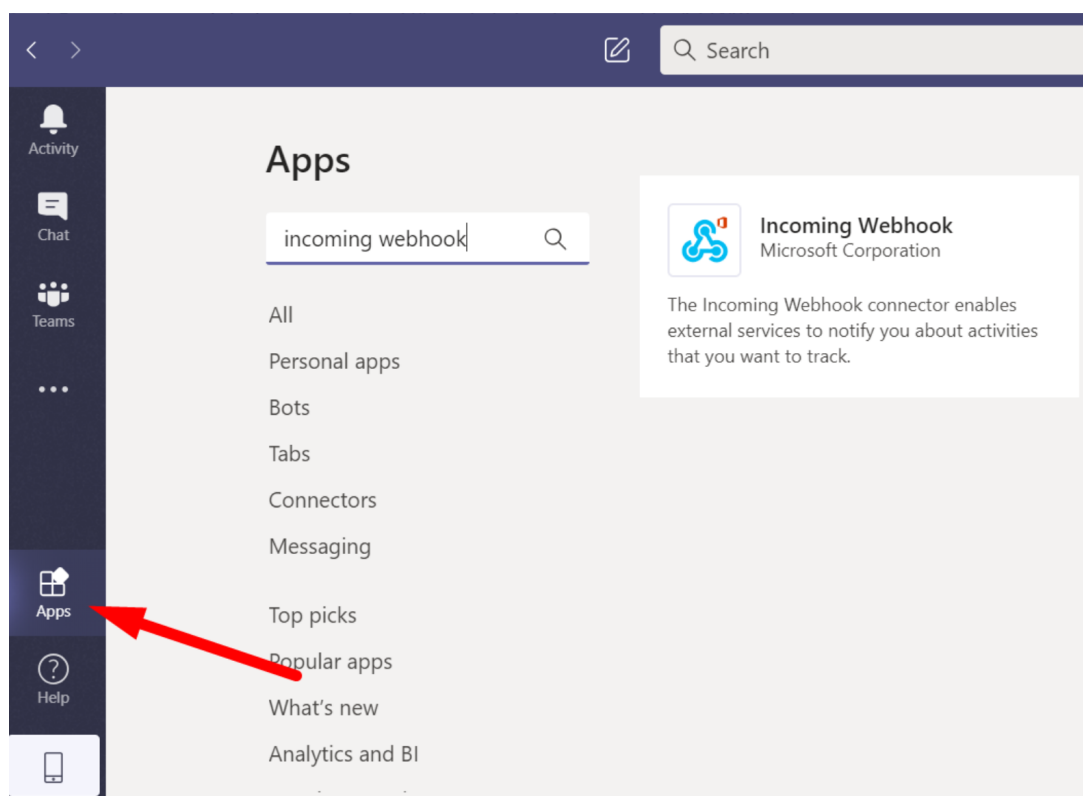 Search
Activity
Chat
Teams
Apps
Help
Apps
incoming webhook
All
Personal apps
Bots
Tabs
Connectors
Messaging
Top picks
Popular apps
What's new
Analytics and BI
Incoming Webhook
Microsoft Corporation
The Incoming Webhook connector enables
external services to notify you about activities
that you want to track.